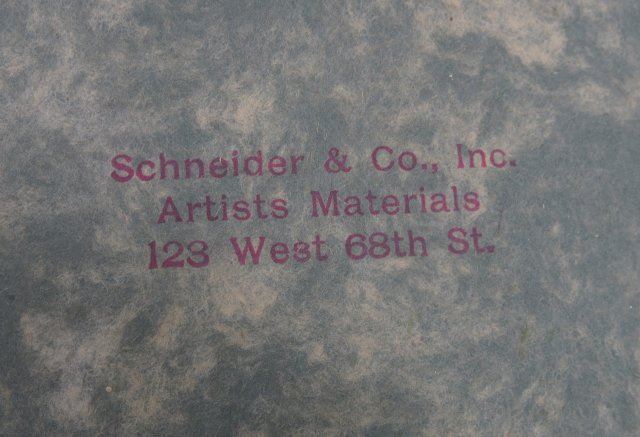 Schneider & Co., Inc.
Artists Materials
123 West 68th St.